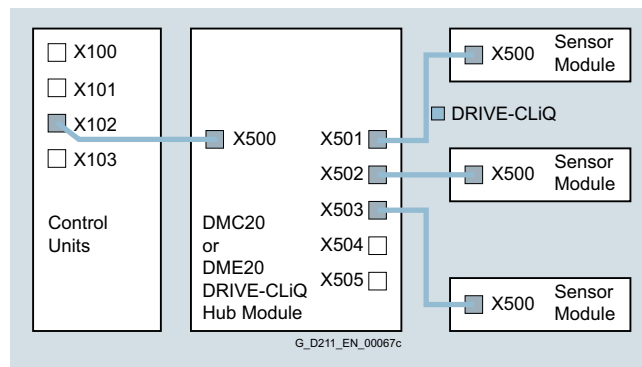 X100
X101
X102
X103
Control
Units
X500
X501
X502
X503
X504
X505
DMC20
or
DME20
DRIVE-CLiQ
Hub Module
X500
Sensor
Module
DRIVE-CLiQ
X500
Sensor
Module
X500
Sensor
Module
G_D211_EN_00067c